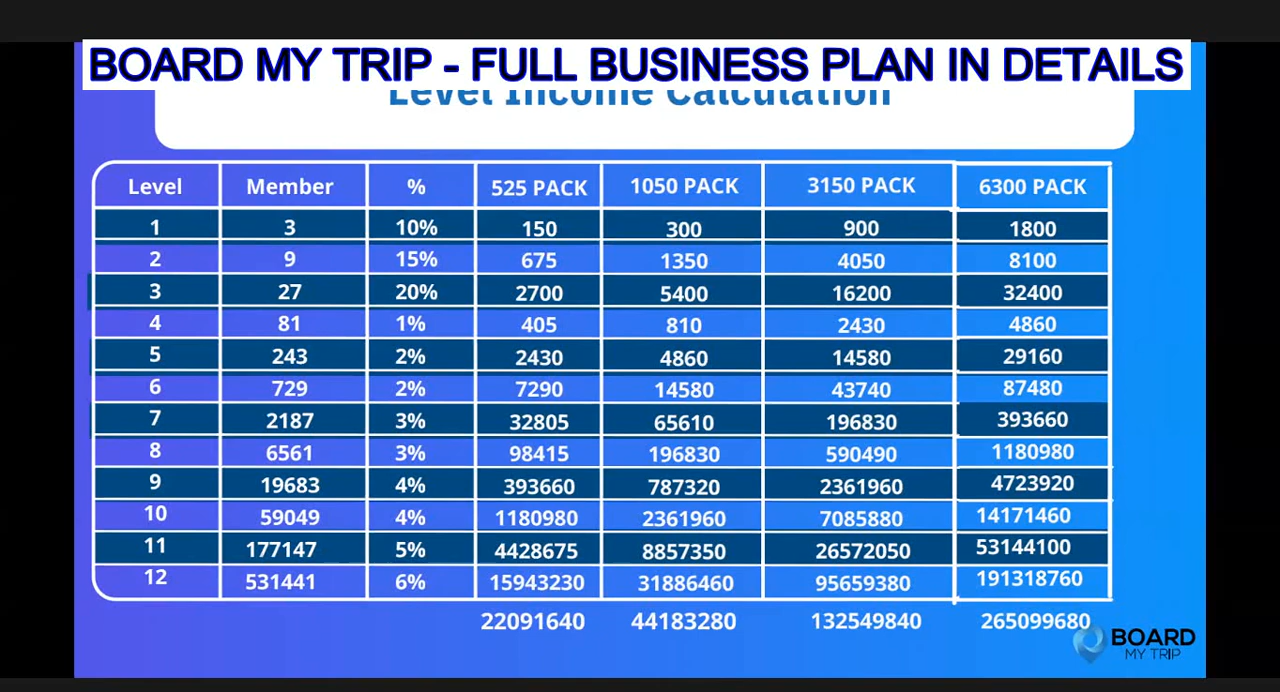 BOARD MY TRIP - FULL BUSINESS PLAN IN DETAILS
Level Income Calculation
Level Member % 525 PACK 1050 PACK 3150 PACK 6300 PACK
1 3 10% 150 300 900 1800
2 9 15% 675 1350 4050 8100
3 27 20% 2700 5400 16200 32400
4 81 1% 405 810 2430 4860
5 243 2% 2430 4860 14580 29160
6 729 2% 7290 14580 43740 87480
7 2187 3% 32805 65610 196830 393660
8 6561 3% 98415 196830 590490 1180980
9 19683 4% 393660 787320 2361960 4723920
10 59049 4% 1180980 2361960 7085880 14171460
11 177147 5% 4428675 8857350 26572050 53144100
12 531441 6% 15943230 31886460 95659380 191318760
22091640 44183280 132549840 265099680
BOARD
MY TRIP